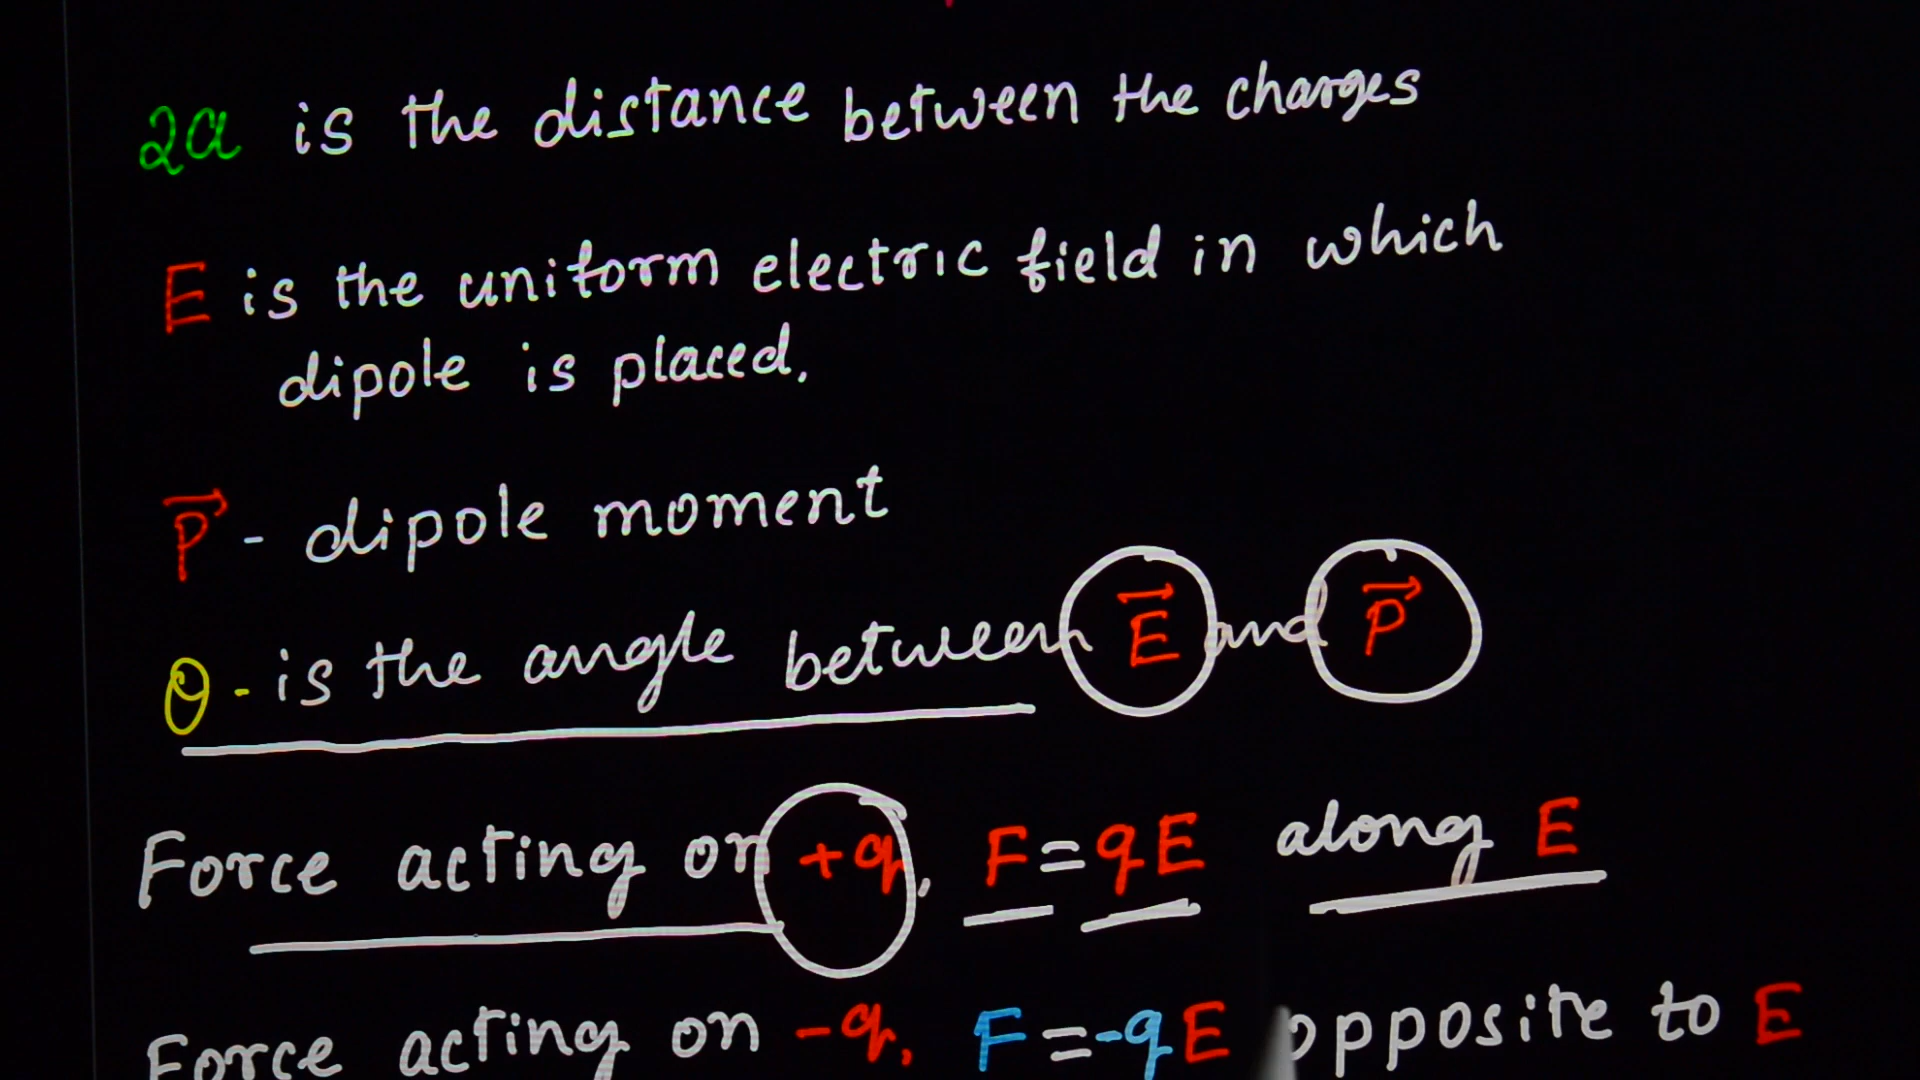 2a is the distance between the charges
E is the uniform electric field in which
dipole is placed.
P⃗ - dipole moment
θ - is the angle between E⃗ and P⃗
Force acting on +q, F=qE along E
Force acting on -q, F=-qE opposite to E